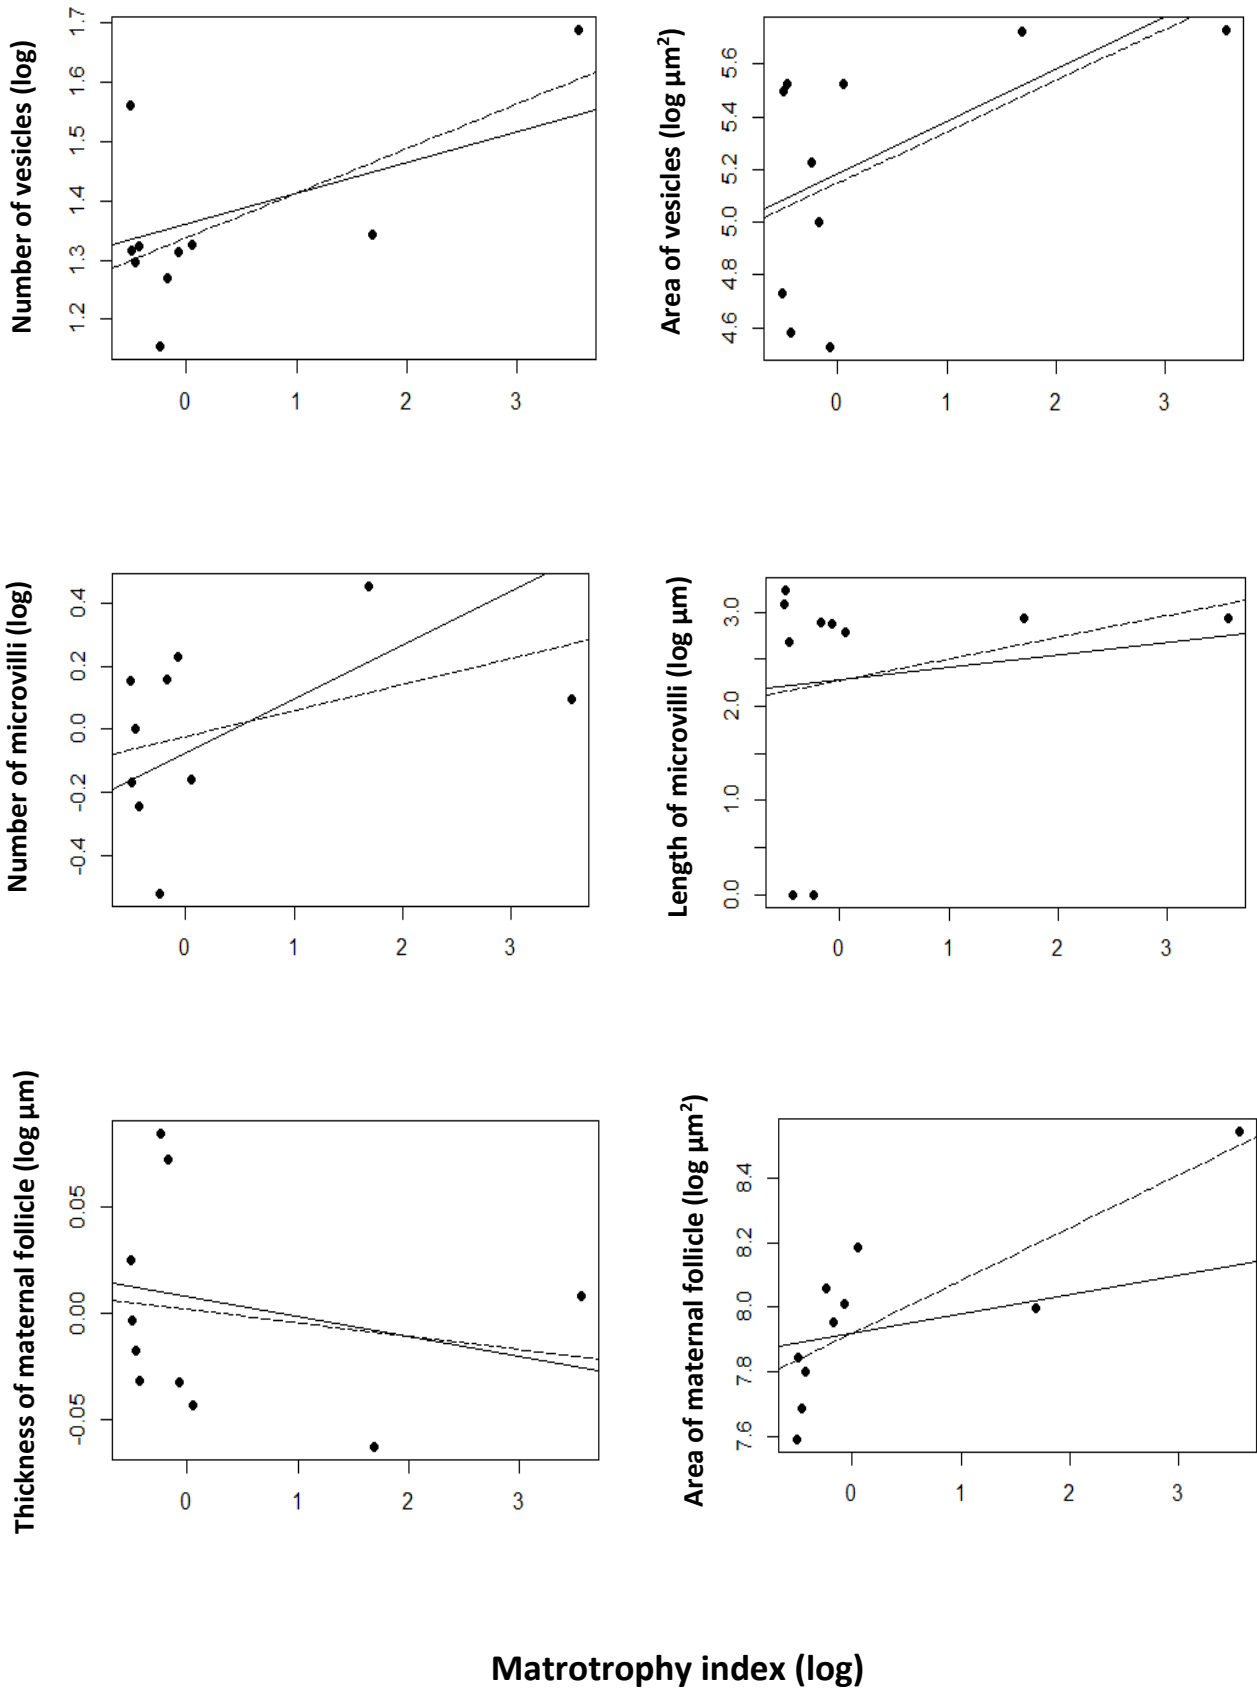 Number of vesicles (log)
1.7
1.6
1.5
1.4
1.3
1.2
0 1 2 3
Area of vesicles (log µm²)
5.6
5.4
5.2
5.0
4.8
4.6
0 1 2 3
Number of microvilli (log)
0.4
0.2
0.0
-0.2
-0.4
0 1 2 3
Length of microvilli (log µm)
3.0
2.0
1.0
0.0
0 1 2 3
Thickness of maternal follicle (log µm)
0.05
0.00
-0.05
0 1 2 3
Area of maternal follicle (log µm²)
8.4
8.2
8.0
7.8
7.6
0 1 2 3
Matrotrophy index (log)